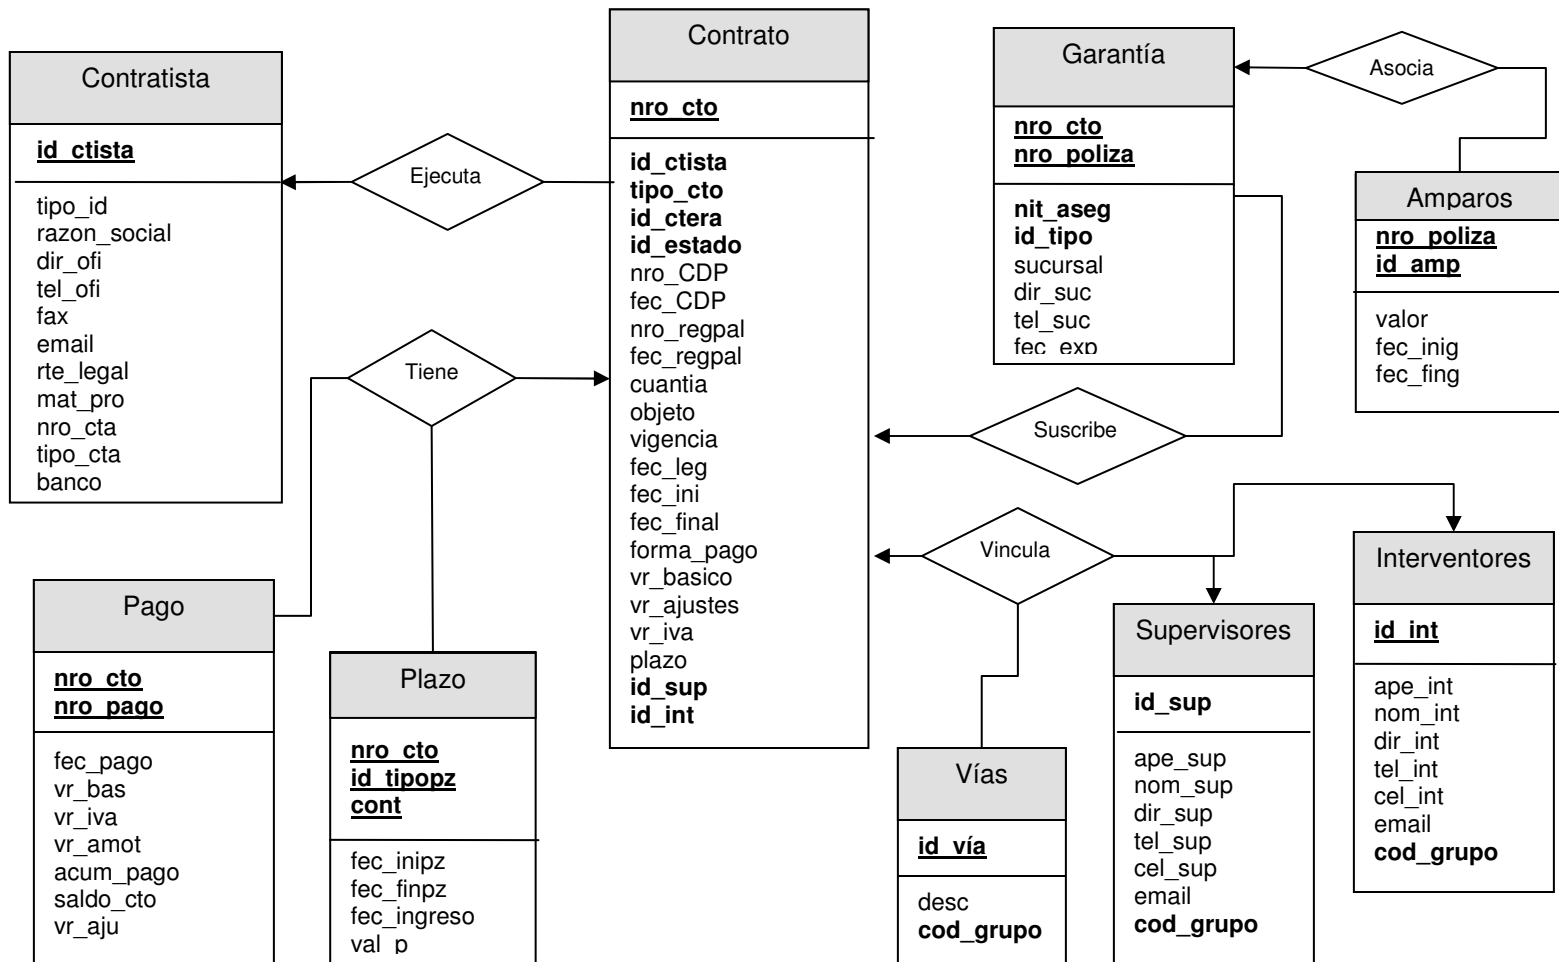 Contratista
id_ctista
tipo_id
razon_social
dir_ofi
tel_ofi
fax
email
rte_legal
mat_pro
nro_cta
tipo_cta
banco
Ejecuta
Contrato
nro_cto
id_ctista
tipo_cto
id_ctera
id_estado
nro_CDP
fec_CDP
nro_regpal
fec_regpal
cuantia
objeto
vigencia
fec_leg
fec_ini
fec_final
forma_pago
vr_basico
vr_ajustes
vr_iva
plazo
id_sup
id_int
Garantía
nro_cto
nro_poliza
nit_aseg
id_tipo
sucursal
dir_suc
tel_suc
fec_exp
Asocia
Amparos
nro_poliza
id_amp
valor
fec_inig
fec_fing
Tiene
Suscribe
Vincula
Pago
nro_cto
nro_pago
fec_pago
vr_bas
vr_iva
vr_amot
acum_pago
saldo_cto
vr_aju
Plazo
nro_cto
id_tipopz
cont
fec_inipz
fec_finpz
fec_ingreso
val_p
Vías
id_vía
desc
cod_grupo
Supervisores
id_sup
ape_sup
nom_sup
dir_sup
tel_sup
cel_sup
email
cod_grupo
Interventores
id_int
ape_int
nom_int
dir_int
tel_int
cel_int
email
cod_grupo